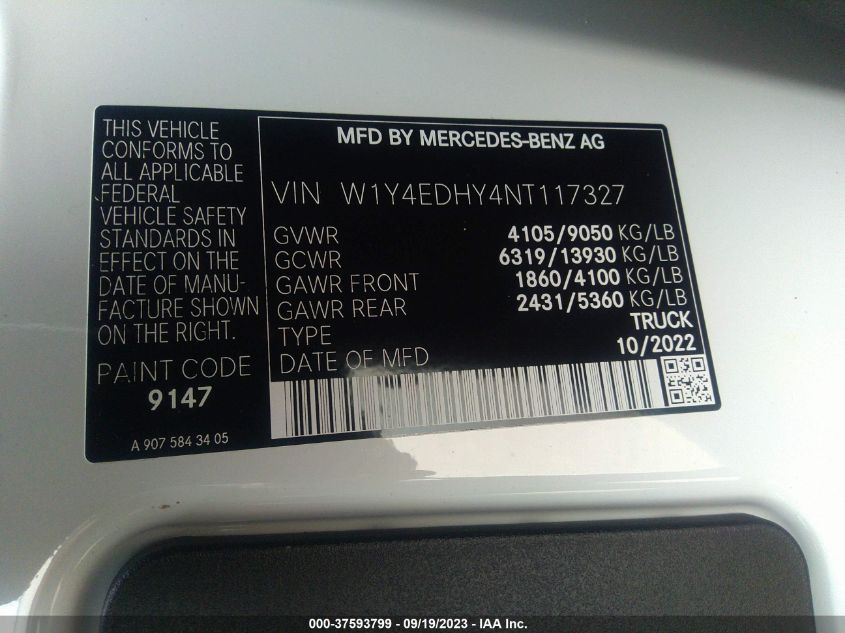 THIS VEHICLE
CONFORMS TO
ALL APPLICABLE
FEDERAL
VEHICLE SAFETY
STANDARDS IN
EFFECT ON THE
DATE OF MANU-
FACTURE SHOWN
ON THE RIGHT.
PAINT CODE
9147
A 907 584 34 05
MFD BY MERCEDES-BENZ AG
VIN W1Y4EDHY4NT117327
GVWR 4105/9050 KG/LB
GCWR 6319/13930 KG/LB
GAWR FRONT 1860/4100 KG/LB
GAWR REAR 2431/5360 KG/LB
TYPE TRUCK
DATE OF MFD 10/2022
000-37593799 - 09/19/2023 - IAA Inc.